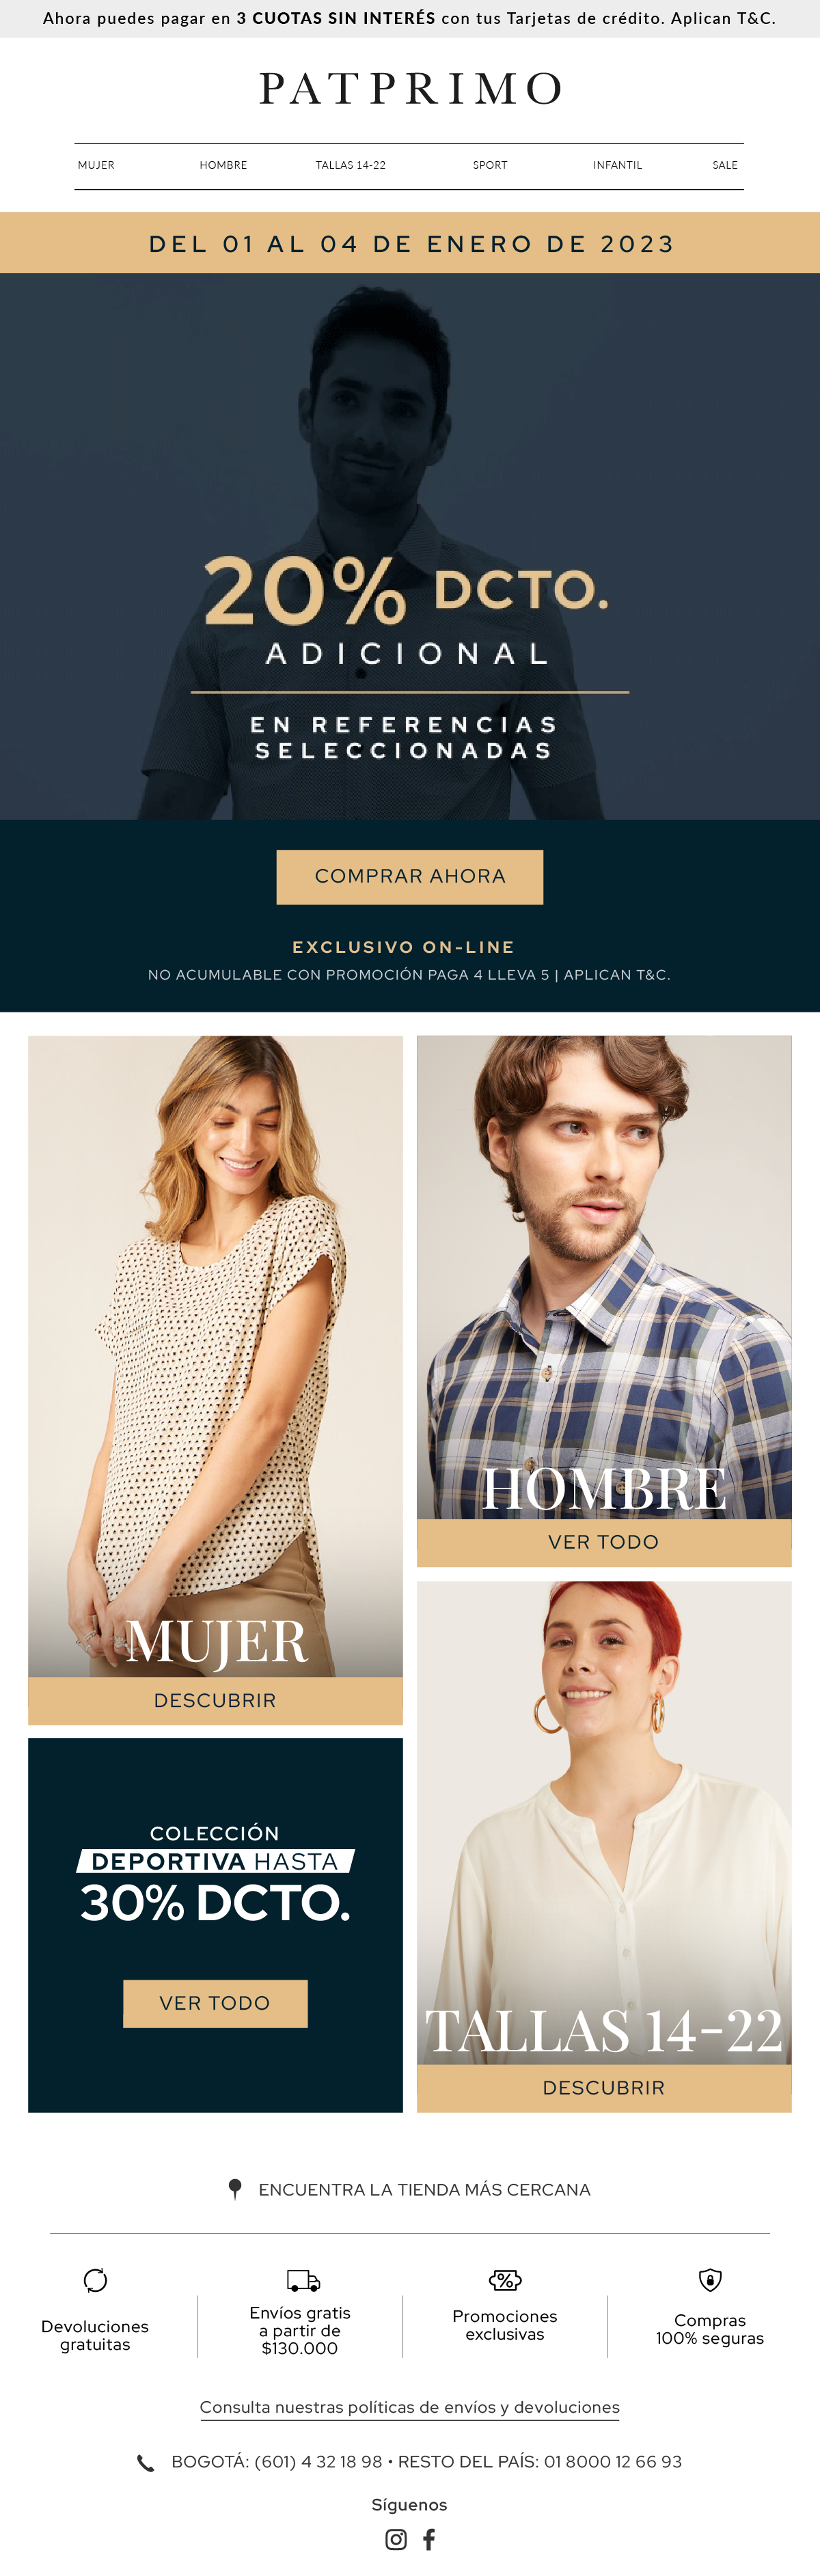 Ahora puedes pagar en 3 CUOTAS SIN INTERÉS con tus Tarjetas de crédito. Aplican T&C.
PATPRIMO
MUJER HOMBRE TALLAS 14-22 SPORT INFANTIL SALE
DEL 01 AL 04 DE ENERO DE 2023
20% DCTO.
ADICIONAL
EN REFERENCIAS
SELECCIONADAS
COMPRAR AHORA
EXCLUSIVO ON-LINE
NO ACUMULABLE CON PROMOCIÓN PAGA 4 LLEVA 5 | APLICAN T&C.
MUJER
DESCUBRIR
HOMBRE
VER TODO
COLECCIÓN
DEPORTIVA HASTA
30% DCTO.
VER TODO
TALLAS 14-22
DESCUBRIR
ENCUENTRA LA TIENDA MÁS CERCANA
Devoluciones
gratuitas
Envíos gratis
a partir de
$130.000
Promociones
exclusivas
Compras
100% seguras
Consulta nuestras políticas de envíos y devoluciones
BOGOTÁ: (601) 4 32 18 98 • RESTO DEL PAÍS: 01 8000 12 66 93
Síguenos